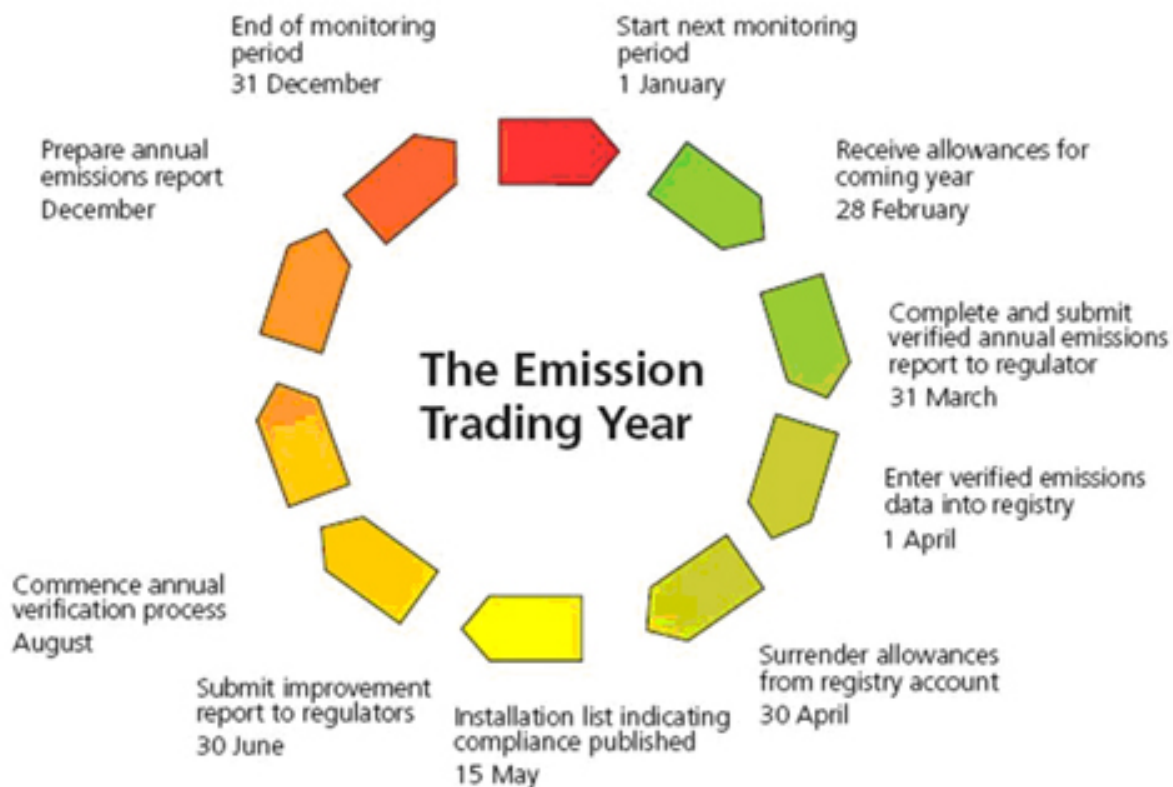 End of monitoring
period
31 December
Start next monitoring
period
1 January
Prepare annual
emissions report
December
Receive allowances for
coming year
28 February
Complete and submit
verified annual emissions
report to regulator
31 March
The Emission
Trading Year
Enter verified emissions
data into registry
1 April
Commence annual
verification process
August
Surrender allowances
from registry account
30 April
Submit improvement
report to regulators
30 June
Installation list indicating
compliance published
15 May